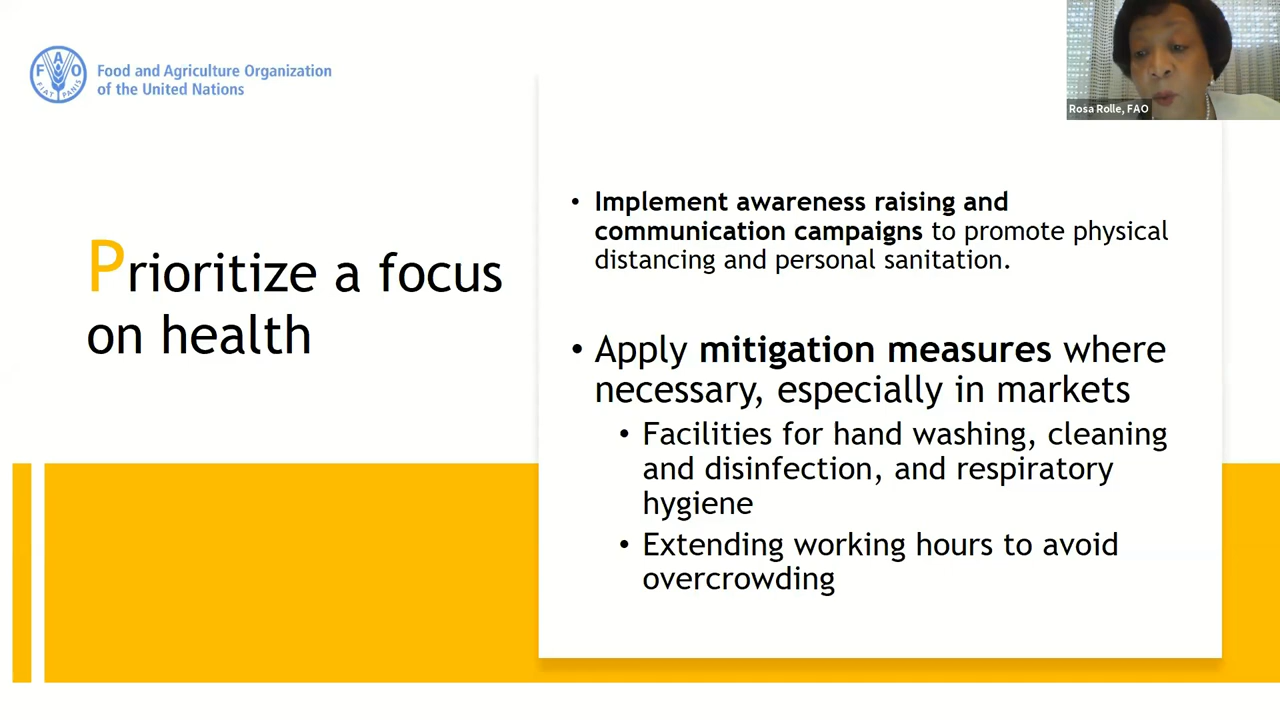 F A O
FIAT PANIS
Food and Agriculture Organization
of the United Nations
Rosa Rolle, FAO
Prioritize a focus
on health
• Implement awareness raising and
communication campaigns to promote physical
distancing and personal sanitation.
• Apply mitigation measures where
necessary, especially in markets
• Facilities for hand washing, cleaning
and disinfection, and respiratory
hygiene
• Extending working hours to avoid
overcrowding